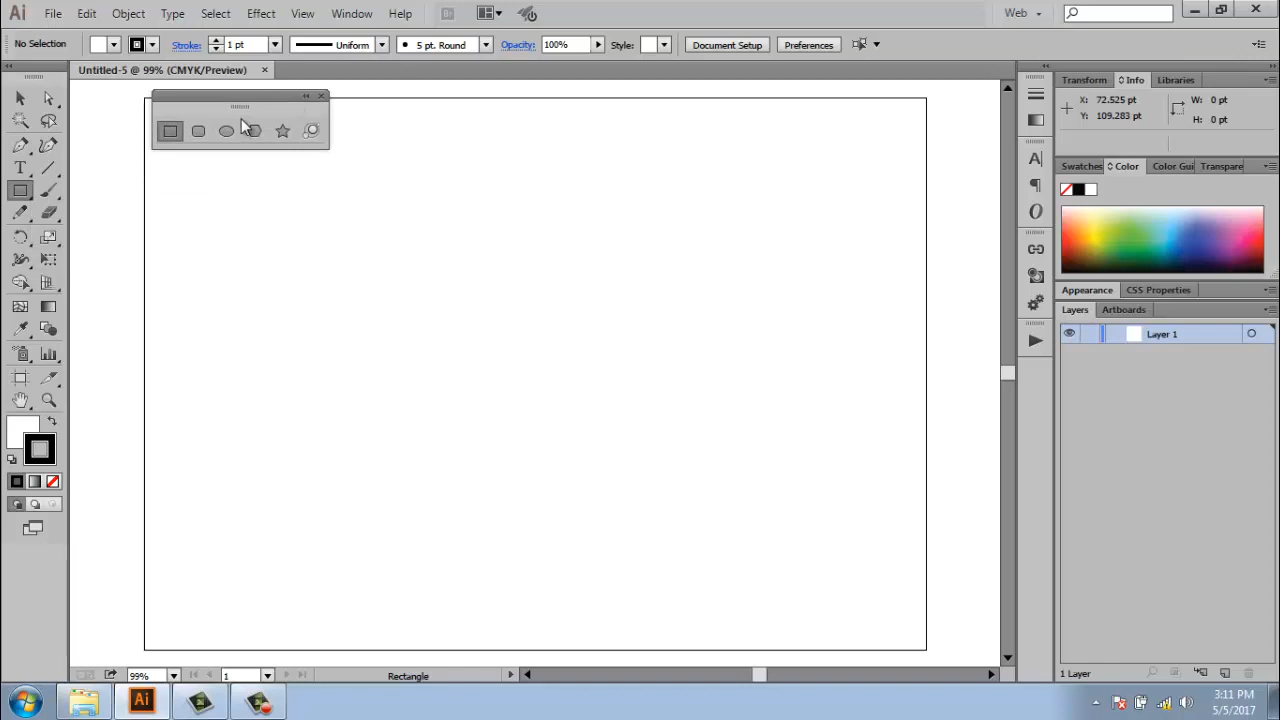 Ai File Edit Object Type Select Effect View Window Help Br Web
No Selection Stroke: 1 pt Uniform 5 pt. Round Opacity: 100% Style: Document Setup Preferences
Untitled-5 @ 99% (CMYK/Preview)
Transform Info Libraries
X: 72.525 pt W: 0 pt
Y: 109.283 pt H: 0 pt
Swatches Color Color Gui Transpare
Appearance CSS Properties
Layers Artboards
Layer 1
99% 1 Rectangle 1 Layer
Ai
3:11 PM
5/5/2017